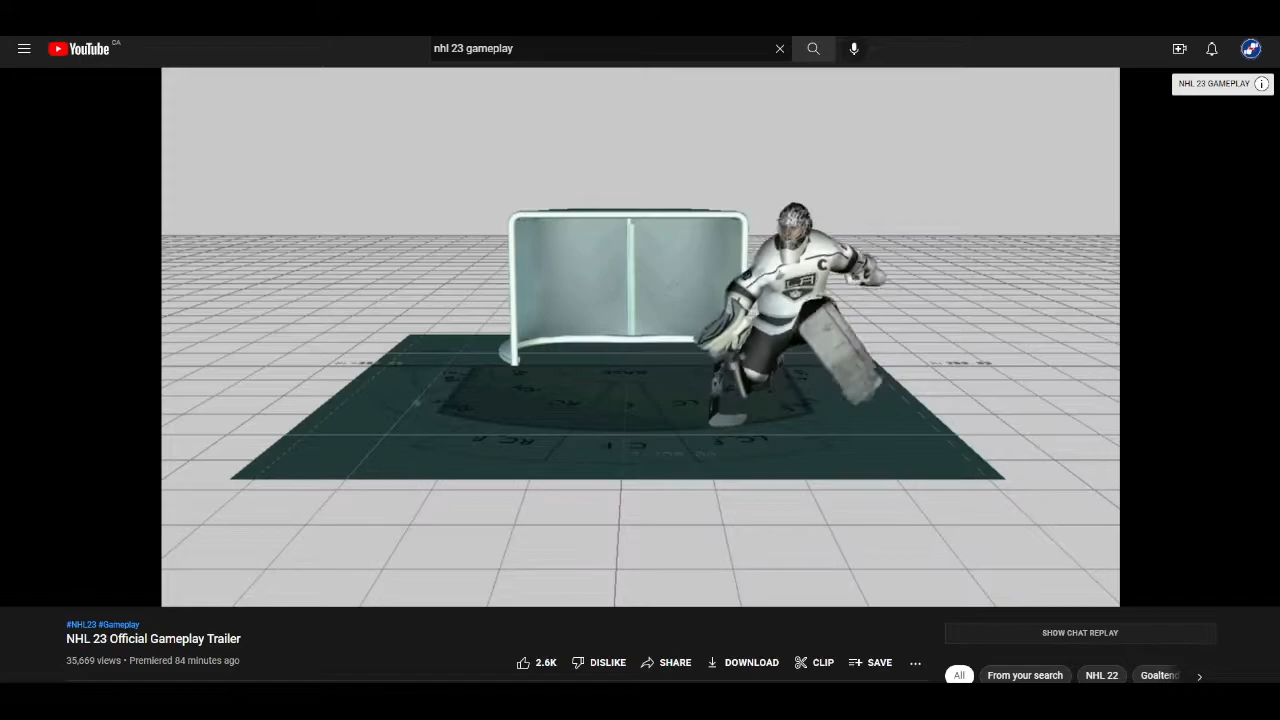 YouTube CA
nhl 23 gameplay
NHL 23 GAMEPLAY
C
LA
#NHL23 #Gameplay
NHL 23 Official Gameplay Trailer
35,669 views • Premiered 84 minutes ago
2.6K DISLIKE SHARE DOWNLOAD CLIP SAVE
SHOW CHAT REPLAY
All From your search NHL 22 Goaltend